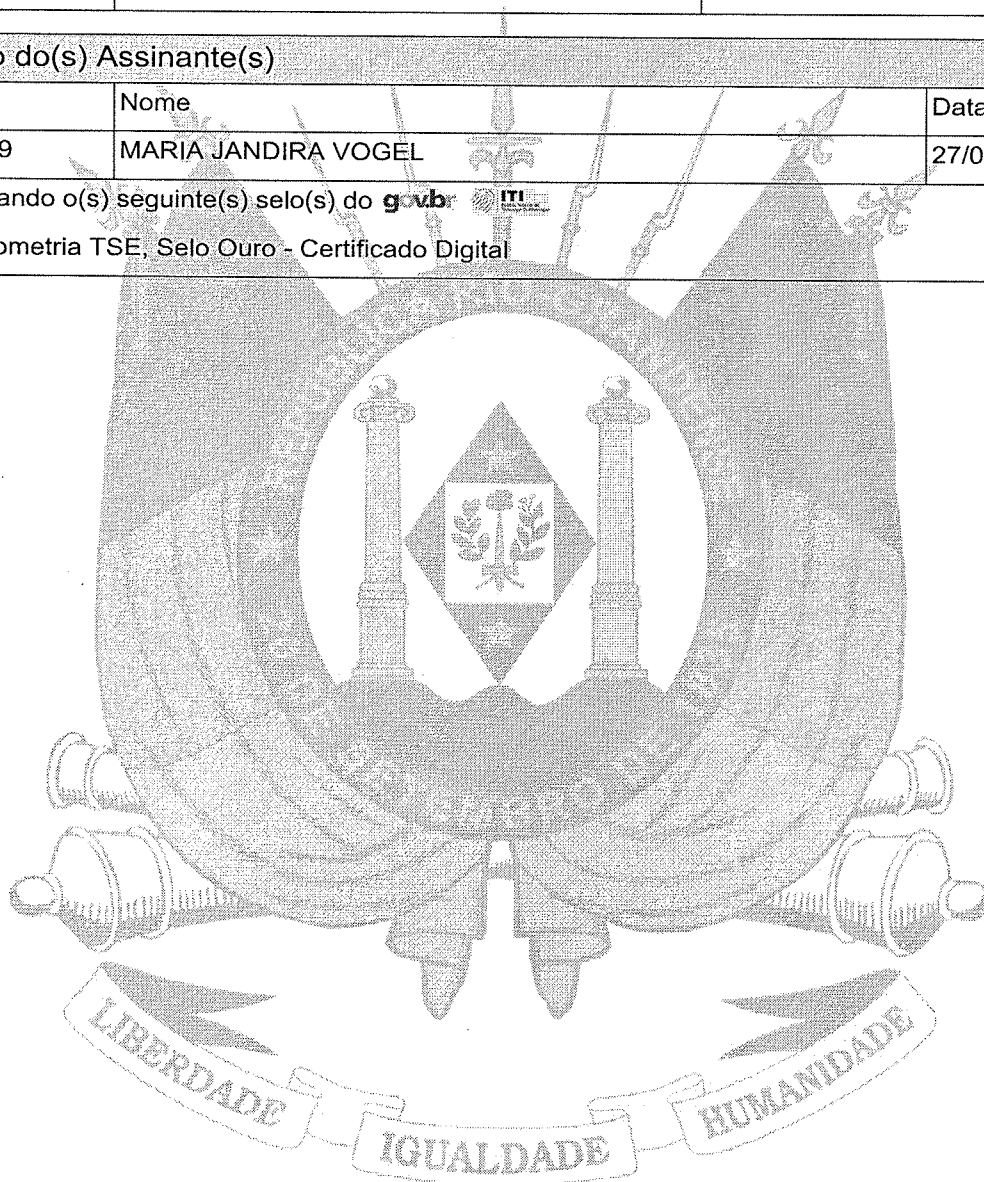 o do(s) Assinante(s)
Nome
Data
9
MARIA JANDIRA VOGEL
27/0
ando o(s) seguinte(s) selo(s) do gov.br ITI
ometria TSE, Selo Ouro - Certificado Digital
LIBERDADE
IGUALDADE
HUMANIDADE